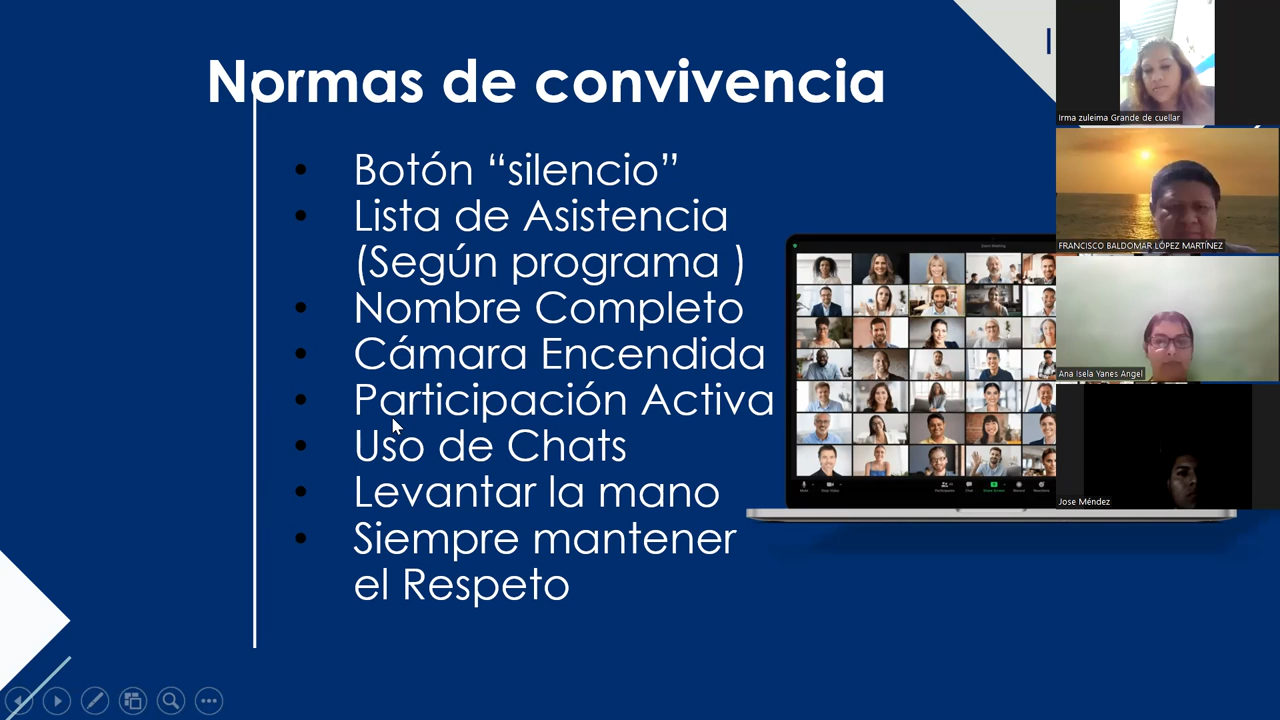 Normas de convivencia
Botón “silencio”
Lista de Asistencia
(Según programa )
Nombre Completo
Cámara Encendida
Participación Activa
Uso de Chats
Levantar la mano
Siempre mantener
el Respeto
Irma zuleima Grande de cuellar
FRANCISCO BALDOMAR LÓPEZ MARTÍNEZ
Ana Isela Yanes Angel
Jose Méndez